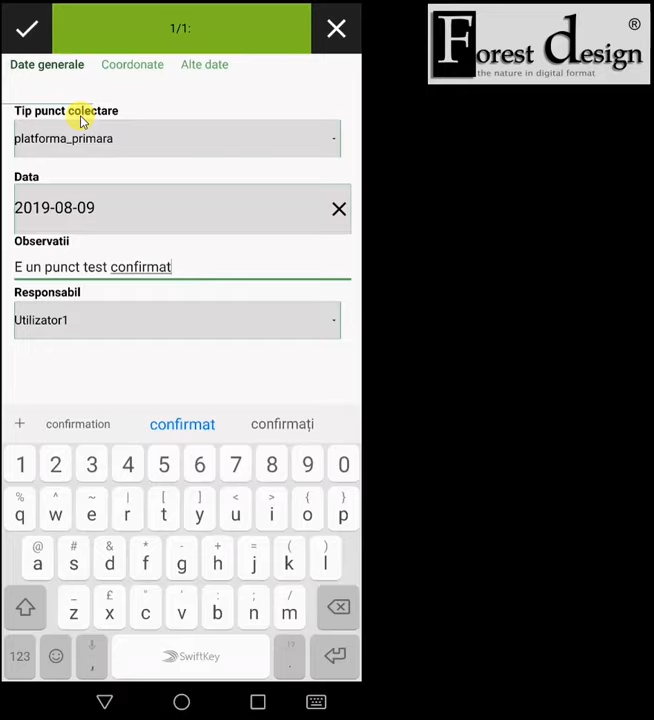 1/1:
Forest design ®
the nature in digital format
Date generale Coordonate Alte date
Tip punct colectare
platforma_primara
Data
2019-08-09
Observatii
E un punct test confirmat
Responsabil
Utilizator1
+ confirmation confirmat confirmați
1 2 3 4 5 6 7 8 9 0
% ^ ~ | [ ] < > { }
q w e r t y u i o p
@ # & * - + = ( )
a s d f g h j k l
_ £ " ' : ; /
z x c v b n m
123 , SwiftKey !? .